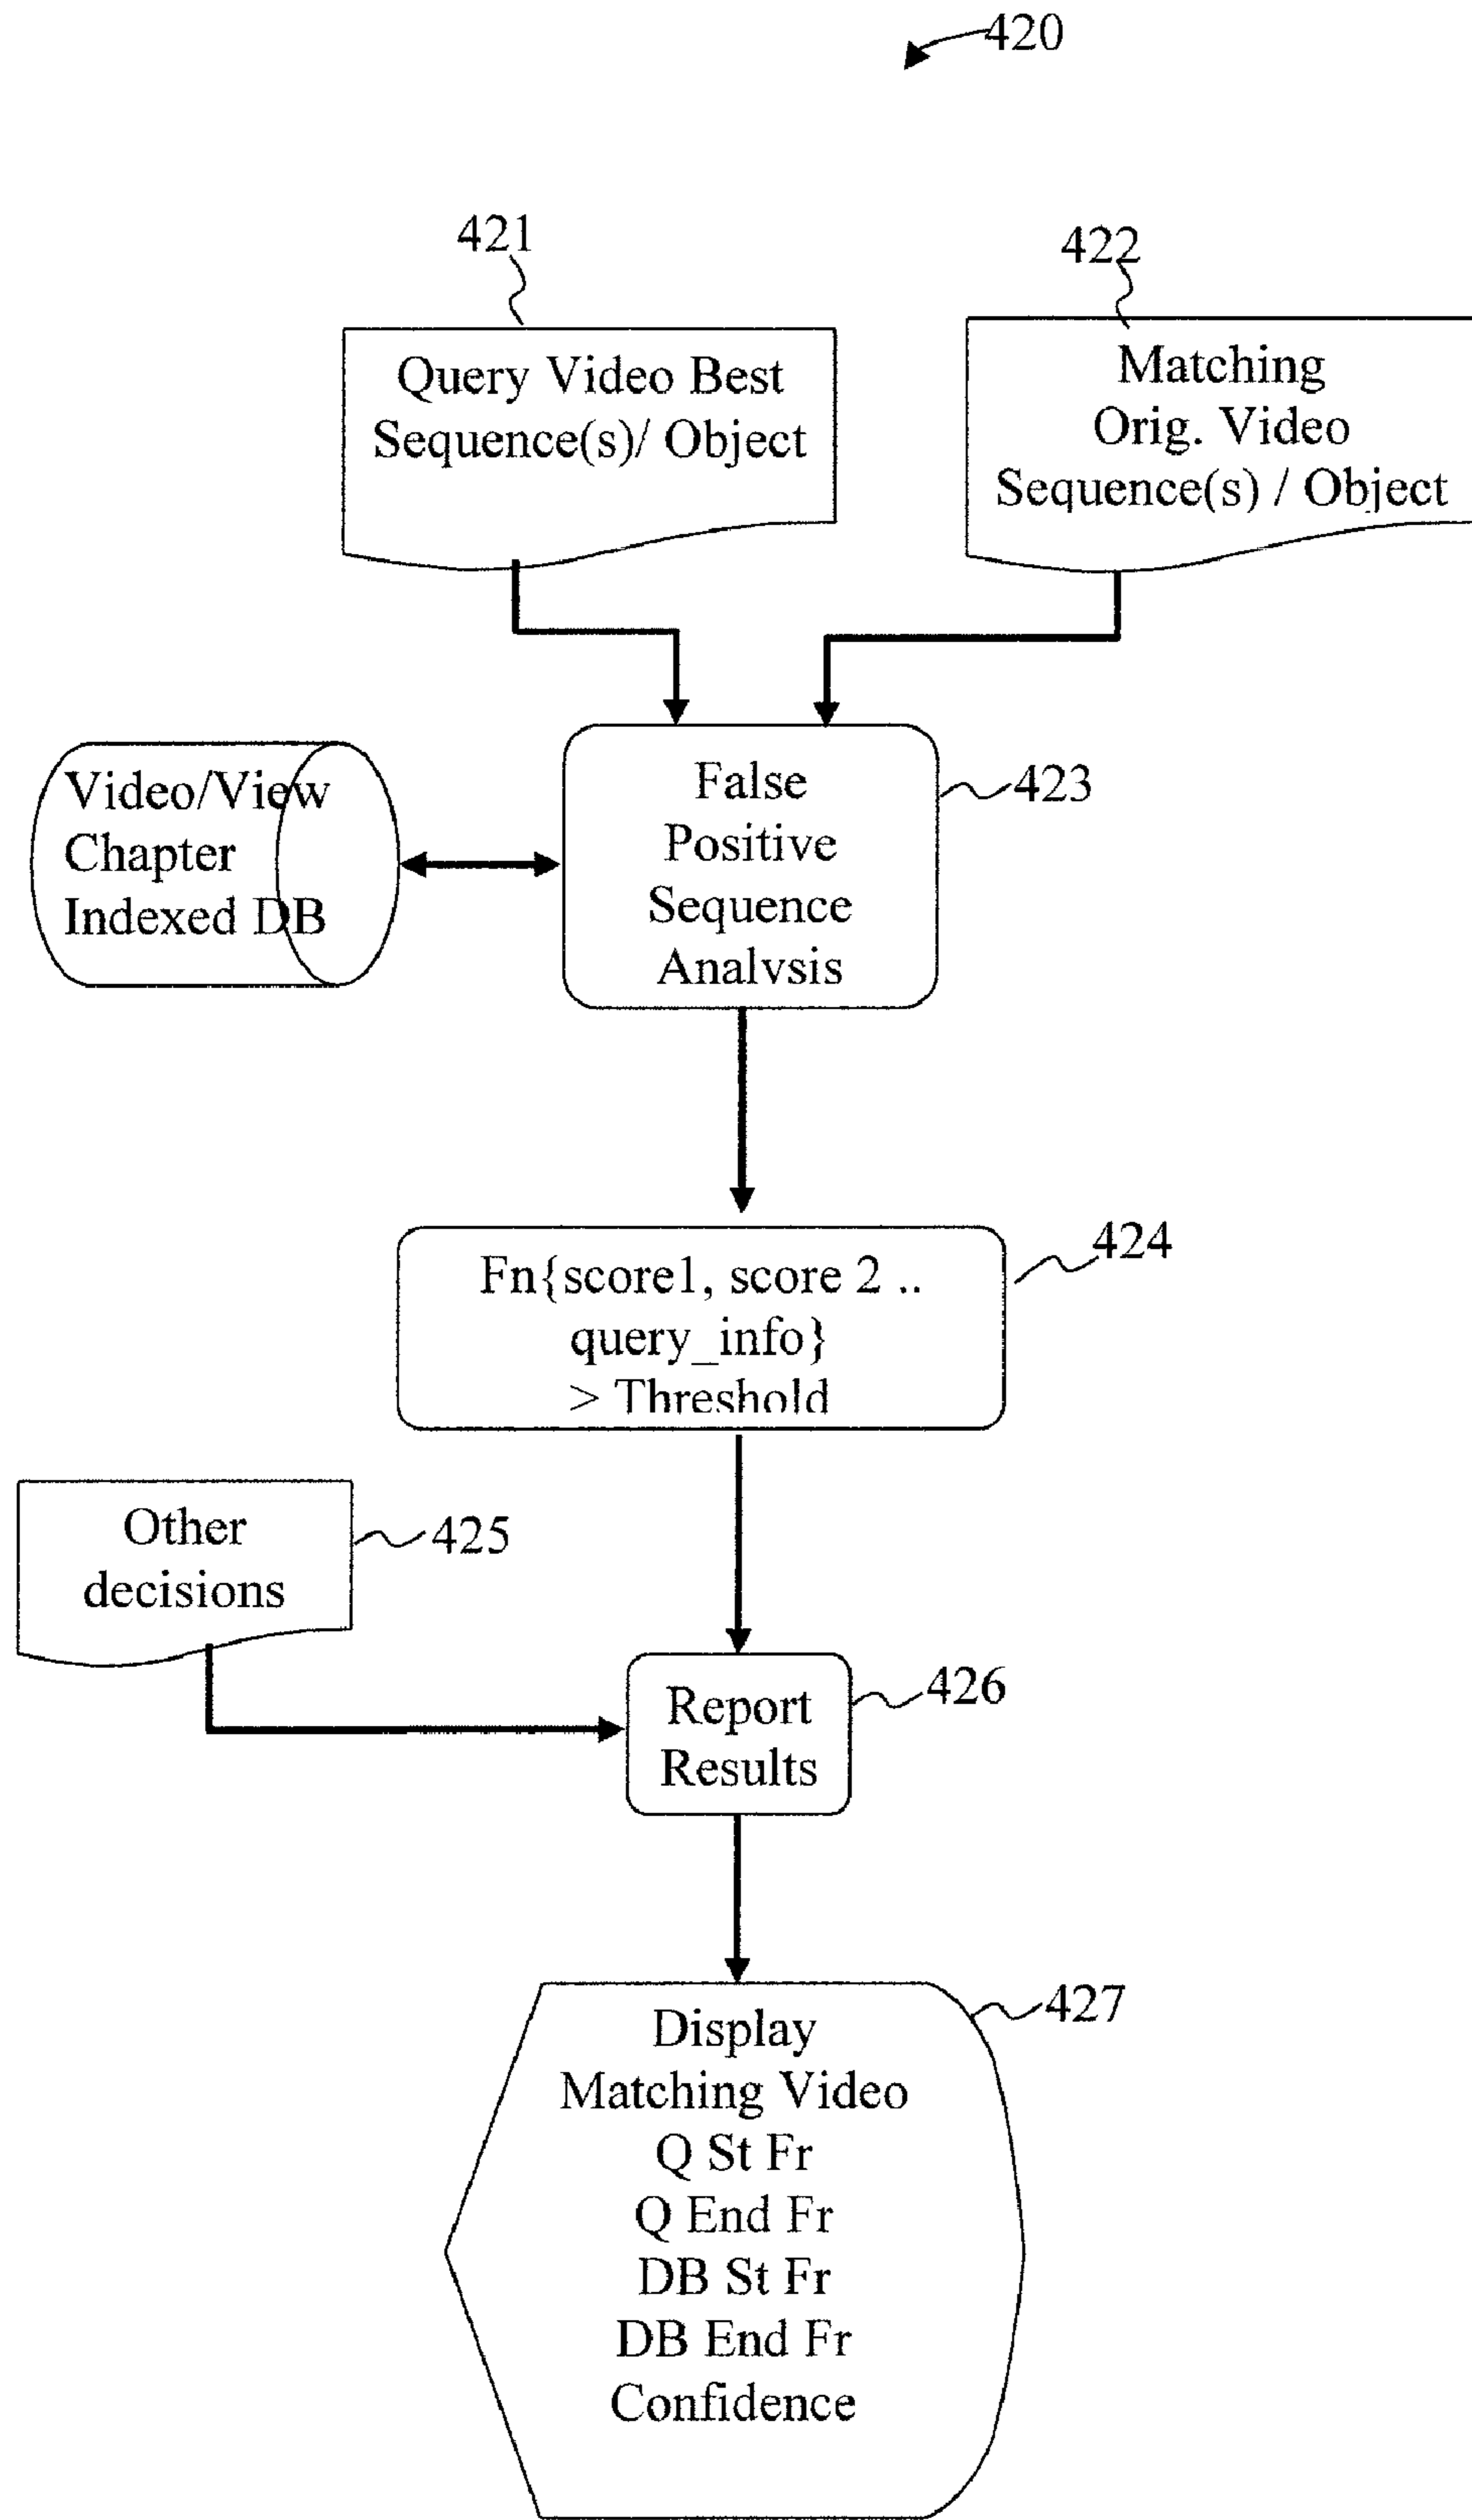 420
421
422
Query Video Best
Sequence(s)/ Object
Matching
Orig. Video
Sequence(s) / Object
Video/View
Chapter
Indexed DB
False
Positive
Sequence
Analysis
423
Fn{score1, score 2 ..
query_info}
> Threshold
424
Other
decisions
425
Report
Results
426
Display
Matching Video
Q St Fr
Q End Fr
DB St Fr
DB End Fr
Confidence
427